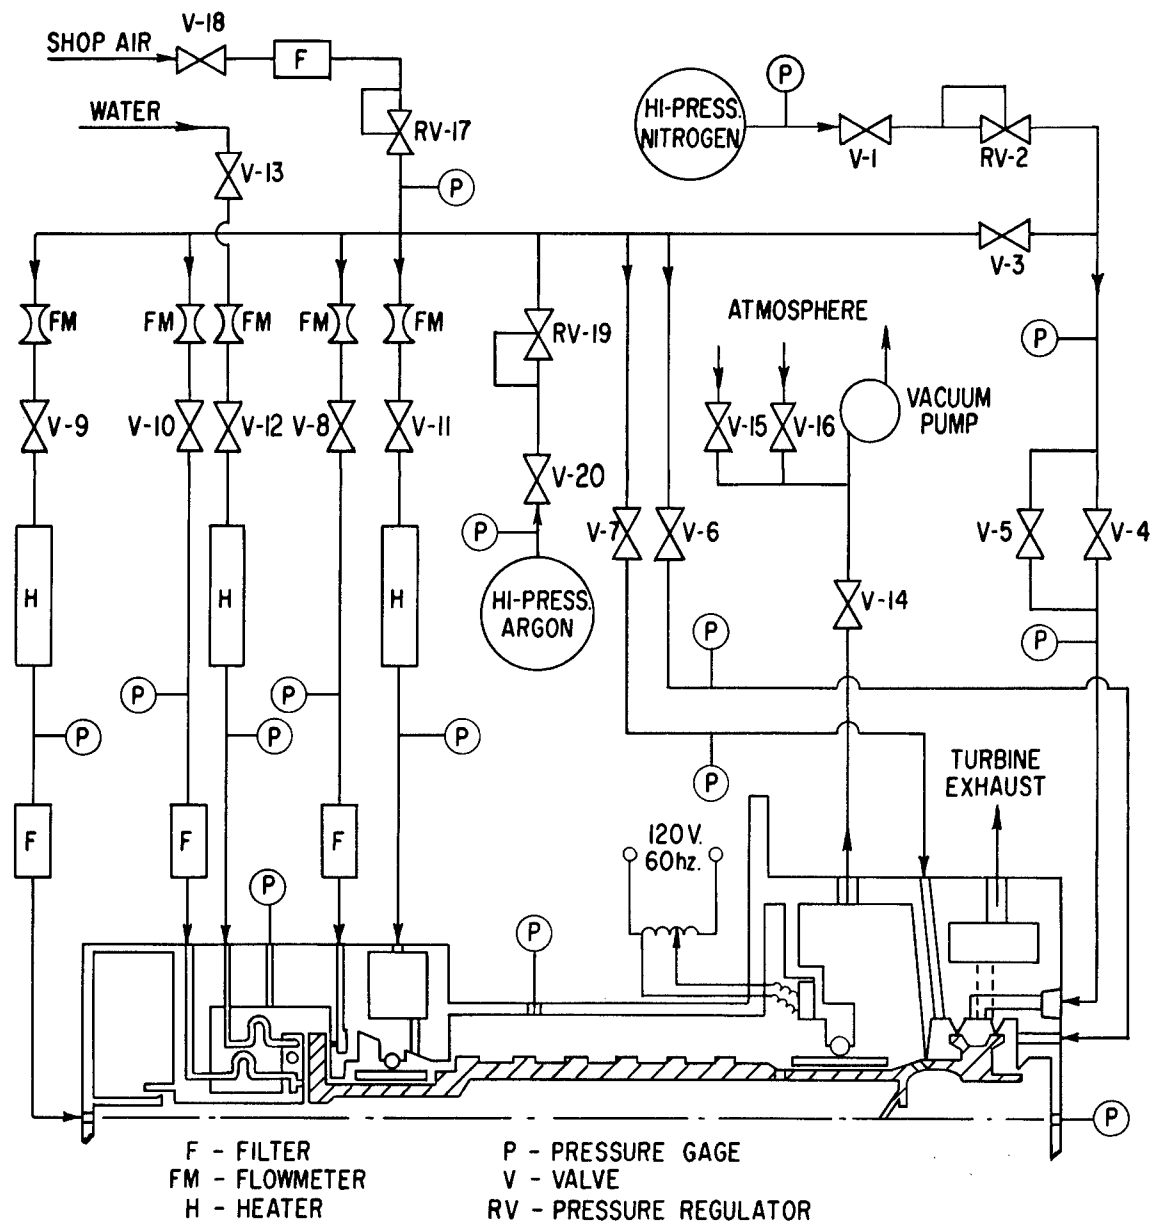 V-18
SHOP AIR
F
P
HI-PRESS.
NITROGEN
WATER
RV-17
V-1
RV-2
V-13
P
V-3
ATMOSPHERE
FM
FM
FM
FM
FM
RV-19
P
VACUUM
PUMP
V-9
V-10
V-12
V-8
V-11
V-15
V-16
V-20
P
V-7
V-6
V-5
V-4
H
H
H
HI-PRESS.
ARGON
V-14
P
P
P
P
P
P
P
P
TURBINE
EXHAUST
F
F
F
120V.
60hz.
P
P
P
F - FILTER
FM - FLOWMETER
H - HEATER
P - PRESSURE GAGE
V - VALVE
RV - PRESSURE REGULATOR